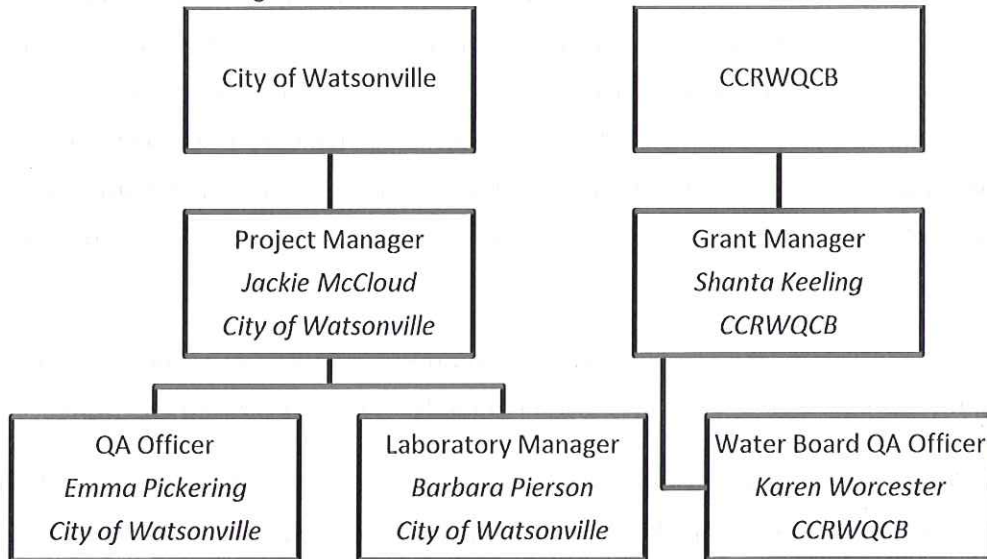 City of Watsonville
CCRWQCB
Project Manager
Jackie McCloud
City of Watsonville
Grant Manager
Shanta Keeling
CCRWQCB
QA Officer
Emma Pickering
City of Watsonville
Laboratory Manager
Barbara Pierson
City of Watsonville
Water Board QA Officer
Karen Worcester
CCRWQCB